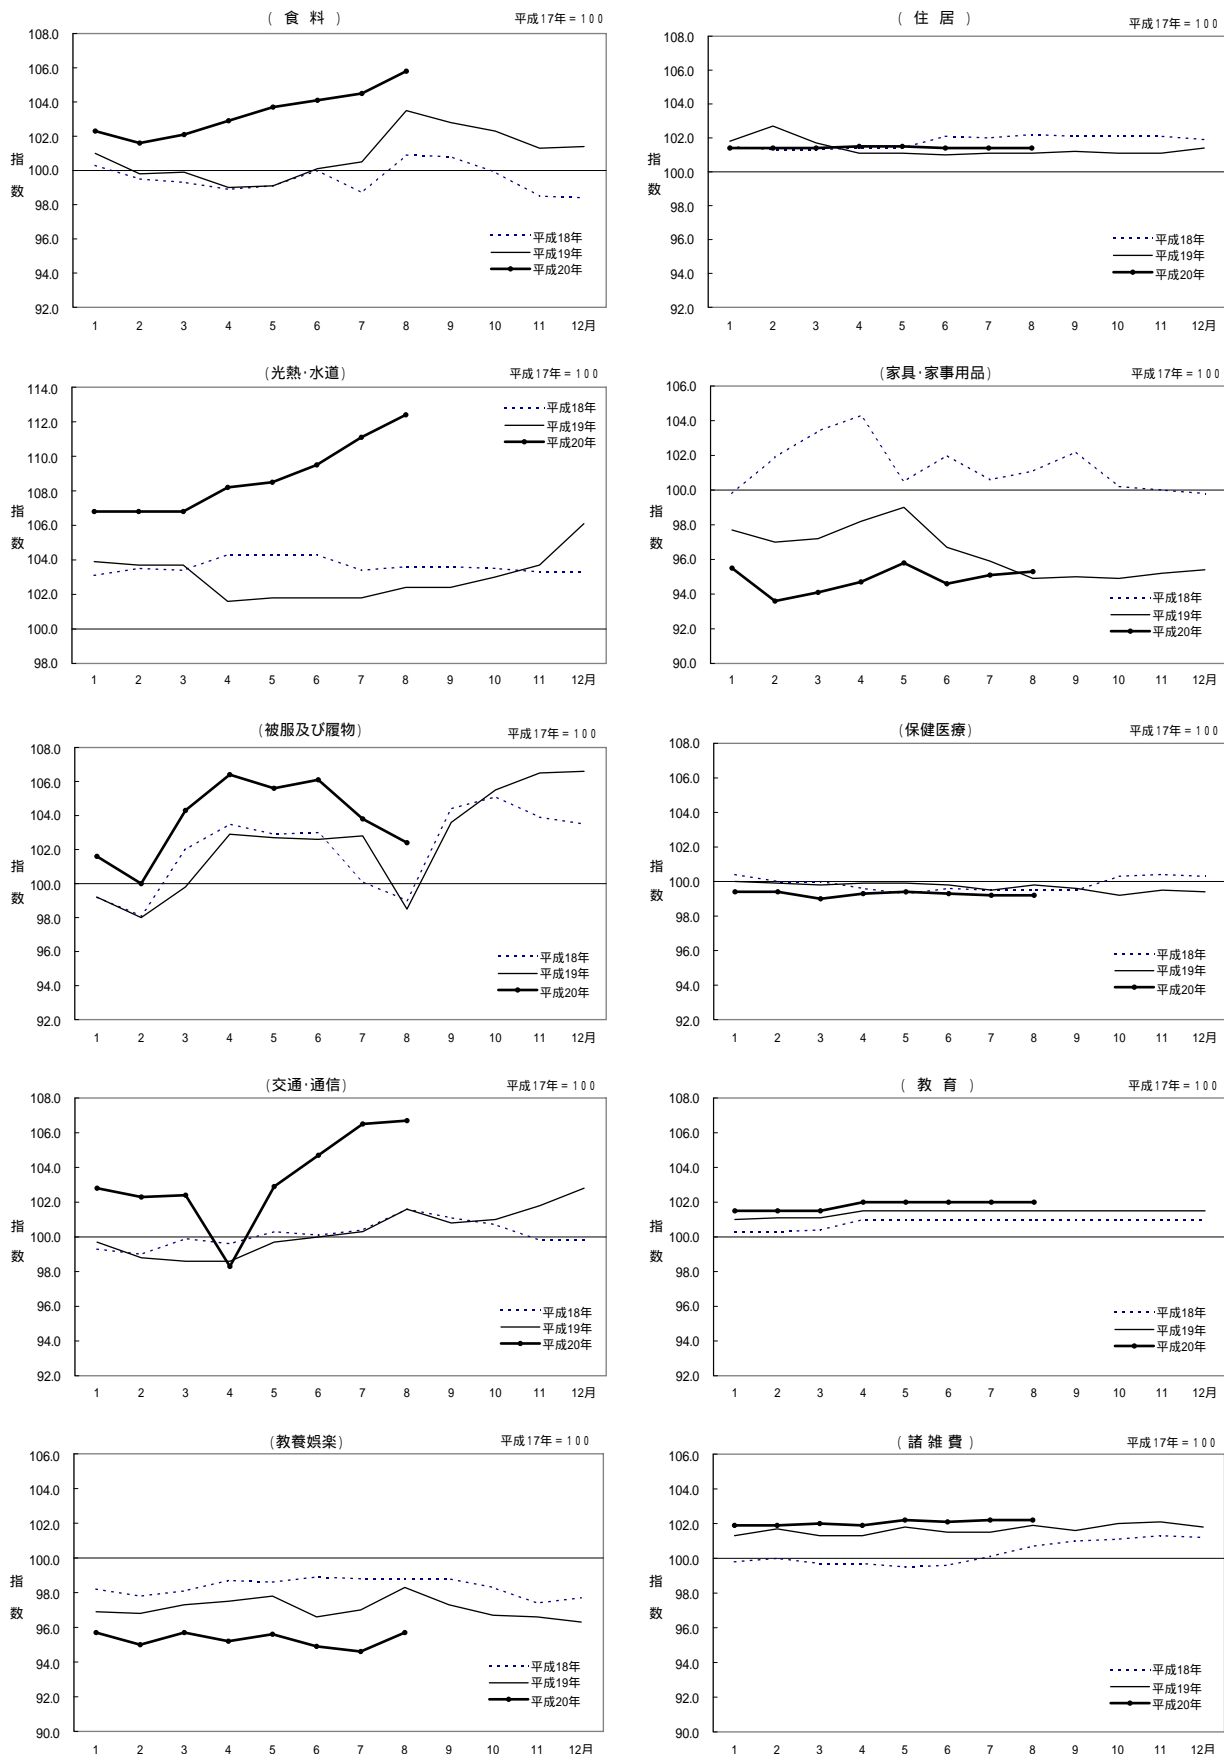 ( 食 料 )
平成17年=100
108.0
106.0
104.0
102.0
100.0
98.0
96.0
94.0
92.0
指
数
平成18年
平成19年
平成20年
1 2 3 4 5 6 7 8 9 10 11 12月
( 住 居 )
平成17年=100
108.0
106.0
104.0
102.0
100.0
98.0
96.0
94.0
92.0
指
数
平成18年
平成19年
平成20年
1 2 3 4 5 6 7 8 9 10 11 12月
(光熱・水道)
平成17年=100
114.0
112.0
110.0
108.0
106.0
104.0
102.0
100.0
98.0
指
数
平成18年
平成19年
平成20年
1 2 3 4 5 6 7 8 9 10 11 12月
(家具・家事用品)
平成17年=100
106.0
104.0
102.0
100.0
98.0
96.0
94.0
92.0
90.0
指
数
平成18年
平成19年
平成20年
1 2 3 4 5 6 7 8 9 10 11 12月
(被服及び履物)
平成17年=100
108.0
106.0
104.0
102.0
100.0
98.0
96.0
94.0
92.0
指
数
平成18年
平成19年
平成20年
1 2 3 4 5 6 7 8 9 10 11 12月
(保健医療)
平成17年=100
108.0
106.0
104.0
102.0
100.0
98.0
96.0
94.0
92.0
指
数
平成18年
平成19年
平成20年
1 2 3 4 5 6 7 8 9 10 11 12月
(交通・通信)
平成17年=100
108.0
106.0
104.0
102.0
100.0
98.0
96.0
94.0
92.0
指
数
平成18年
平成19年
平成20年
1 2 3 4 5 6 7 8 9 10 11 12月
( 教 育 )
平成17年=100
108.0
106.0
104.0
102.0
100.0
98.0
96.0
94.0
92.0
指
数
平成18年
平成19年
平成20年
1 2 3 4 5 6 7 8 9 10 11 12月
(教養娯楽)
平成17年=100
106.0
104.0
102.0
100.0
98.0
96.0
94.0
92.0
90.0
指
数
平成18年
平成19年
平成20年
1 2 3 4 5 6 7 8 9 10 11 12月
( 諸 雑 費 )
平成17年=100
106.0
104.0
102.0
100.0
98.0
96.0
94.0
92.0
90.0
指
数
平成18年
平成19年
平成20年
1 2 3 4 5 6 7 8 9 10 11 12月